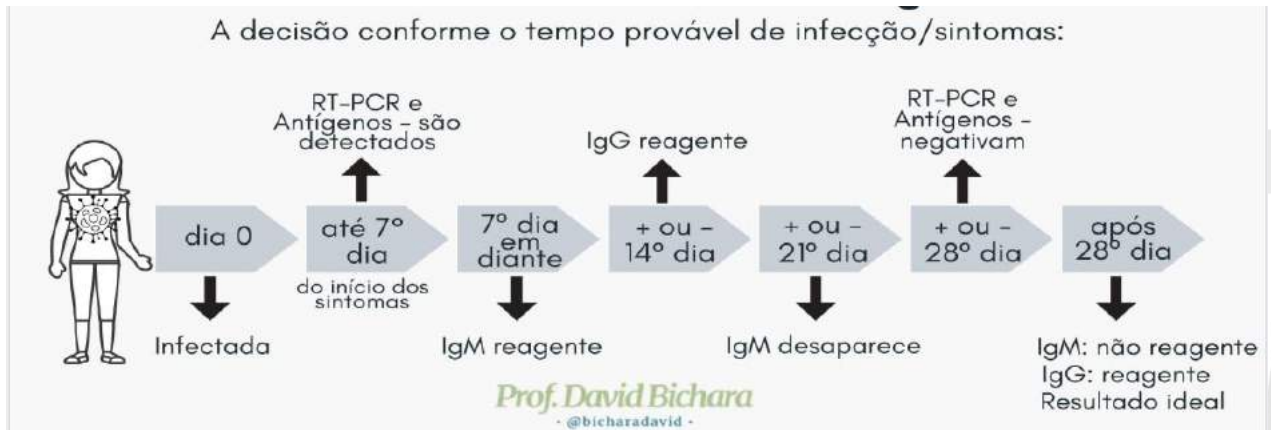 A decisão conforme o tempo provável de infecção/sintomas:
RT-PCR e
Antígenos - são
detectados
IgG reagente
RT-PCR e
Antígenos -
negativam
dia 0
até 7º
dia
7º dia
em
diante
+ ou -
14º dia
+ ou -
21º dia
+ ou -
28º dia
após
28º dia
do início dos
sintomas
Infectada
IgM reagente
IgM desaparece
IgM: não reagente
IgG: reagente
Resultado ideal
Prof. David Bichara
- @bicharadavid -